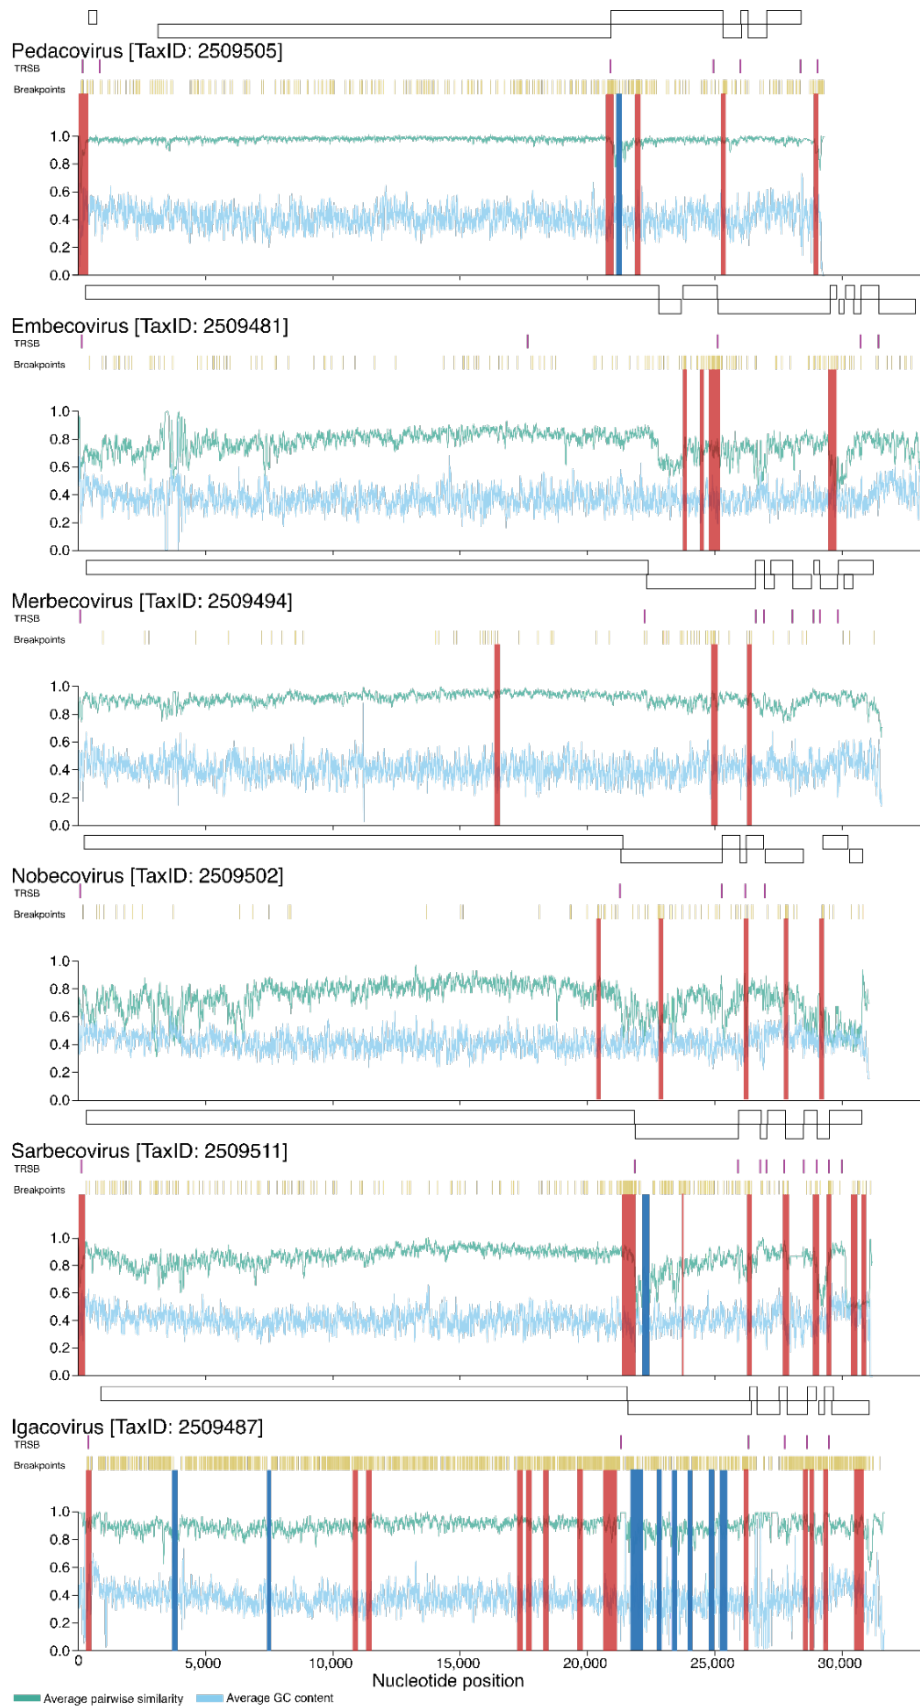 Pedacovirus [TaxID: 2509505]
TRSB
Breakpoints
1.0
0.8
0.6
0.4
0.2
0.0
Embecovirus [TaxID: 2509481]
TRSB
Breakpoints
1.0
0.8
0.6
0.4
0.2
0.0
Merbecovirus [TaxID: 2509494]
TRSB
Breakpoints
1.0
0.8
0.6
0.4
0.2
0.0
Nobecovirus [TaxID: 2509502]
TRSB
Breakpoints
1.0
0.8
0.6
0.4
0.2
0.0
Sarbecovirus [TaxID: 2509511]
TRSB
Breakpoints
1.0
0.8
0.6
0.4
0.2
0.0
Igacovirus [TaxID: 2509487]
TRSB
Breakpoints
1.0
0.8
0.6
0.4
0.2
0.0
0 5,000 10,000 15,000 20,000 25,000 30,000
Nucleotide position
Average pairwise similarity Average GC content